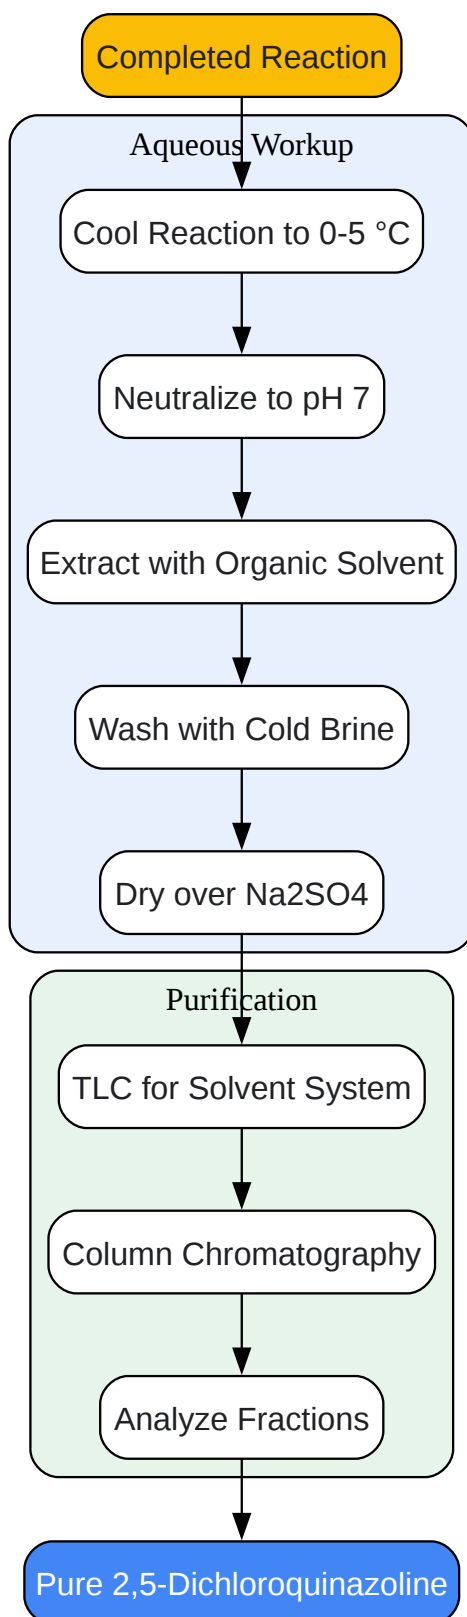 Completed Reaction
Aqueous Workup
Cool Reaction to 0-5 °C
Neutralize to pH 7
Extract with Organic Solvent
Wash with Cold Brine
Dry over Na2SO4
Purification
TLC for Solvent System
Column Chromatography
Analyze Fractions
Pure 2,5-Dichloroquinazoline